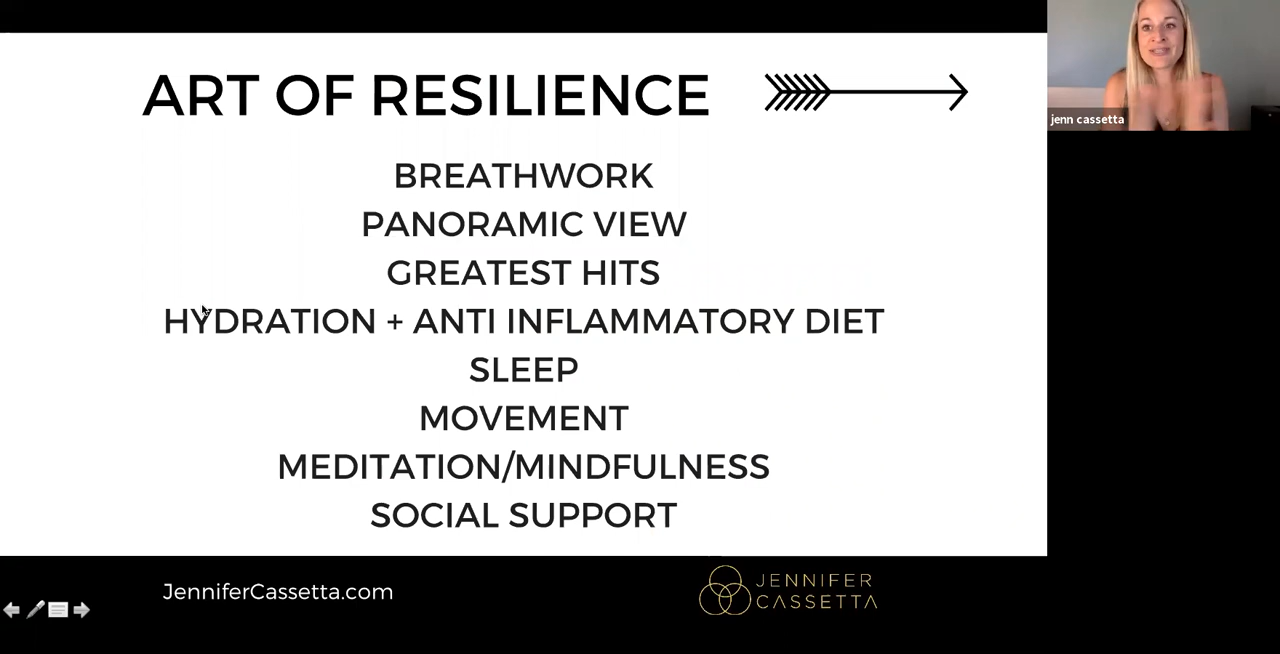 ART OF RESILIENCE
jenn cassetta
BREATHWORK
PANORAMIC VIEW
GREATEST HITS
HYDRATION + ANTI INFLAMMATORY DIET
SLEEP
MOVEMENT
MEDITATION/MINDFULNESS
SOCIAL SUPPORT
JenniferCassetta.com
JENNIFER
CASSETTA